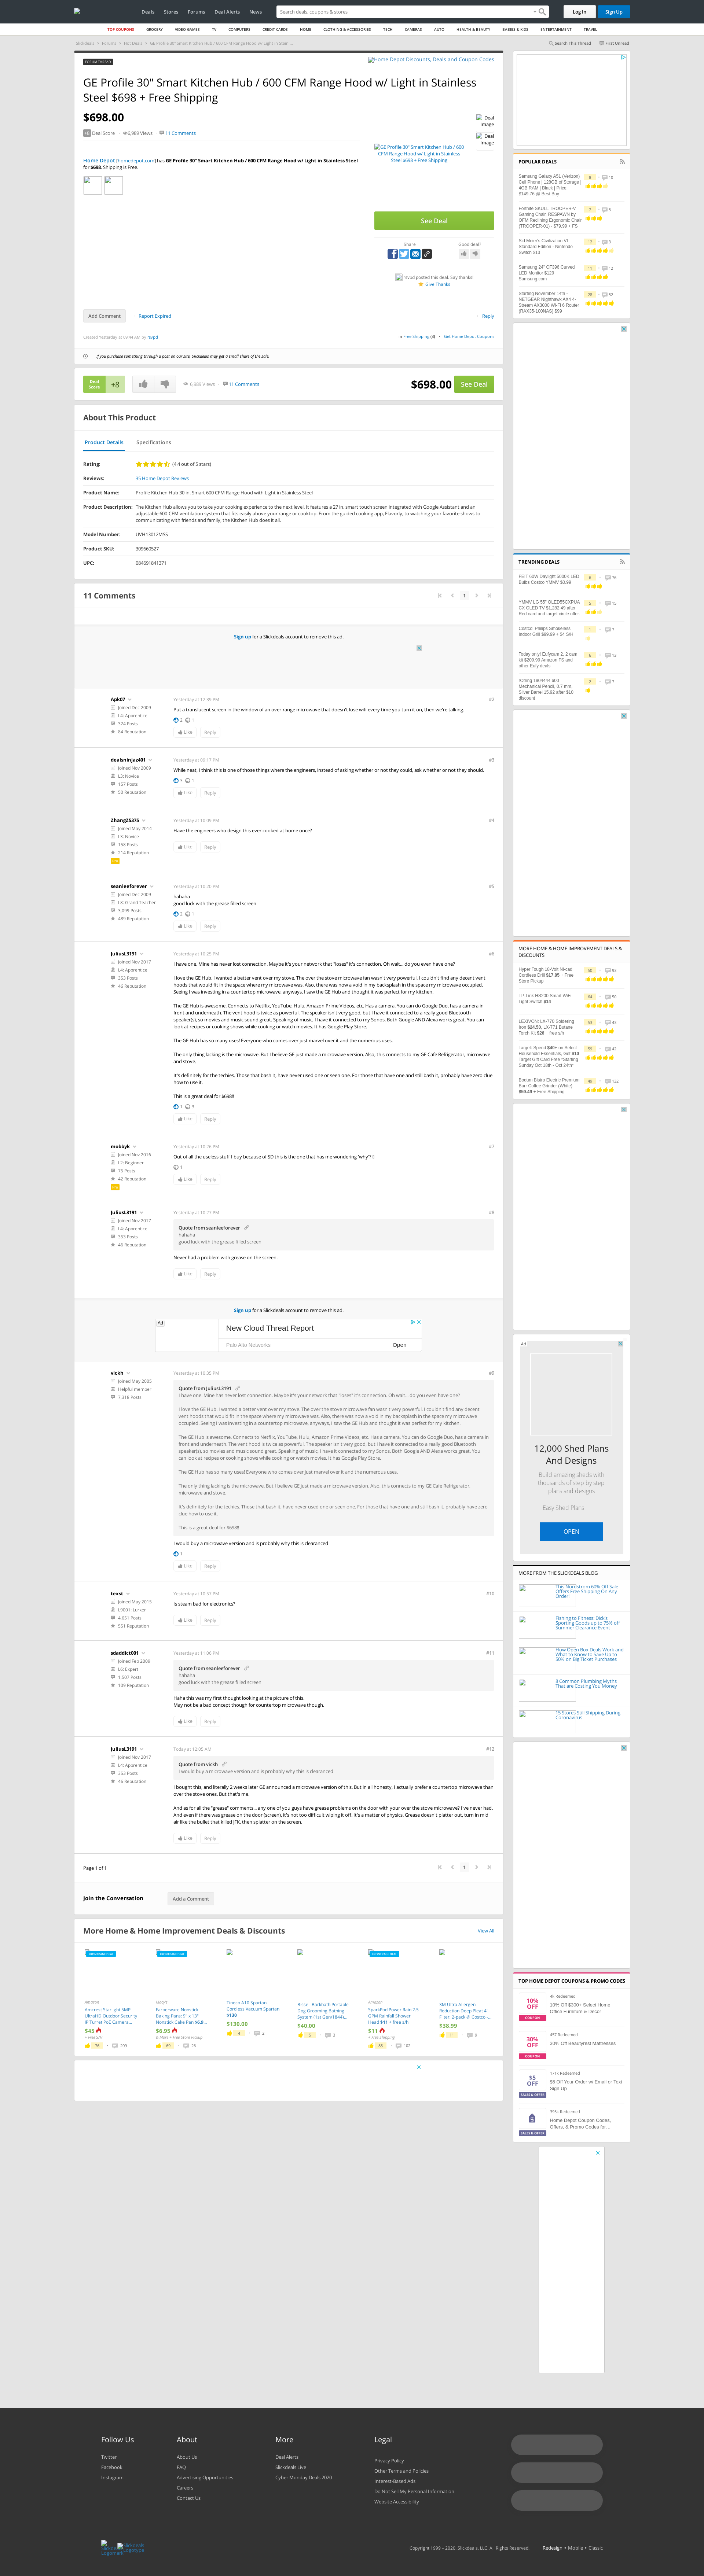 Deals Stores Forums Deal Alerts News
Search deals, coupons & stores
Log In Sign Up
TOP COUPONS GROCERY VIDEO GAMES TV COMPUTERS CREDIT CARDS HOME CLOTHING & ACCESSORIES TECH CAMERAS AUTO HEALTH & BEAUTY BABIES & KIDS ENTERTAINMENT TRAVEL
Slickdeals > Forums > Hot Deals > GE Profile 30" Smart Kitchen Hub / 600 CFM Range Hood w/ Light in Stainl...
Search This Thread First Unread
FORUM THREAD
Home Depot Discounts, Deals and Coupon Codes
GE Profile 30" Smart Kitchen Hub / 600 CFM Range Hood w/ Light in Stainless
Steel $698 + Free Shipping
$698.00
+8 Deal Score 6,989 Views 11 Comments
Deal Image
Deal Image
GE Profile 30" Smart Kitchen Hub / 600 CFM Range Hood w/ Light in Stainless Steel $698 + Free Shipping
Home Depot [homedepot.com] has GE Profile 30" Smart Kitchen Hub / 600 CFM Range Hood w/ Light in Stainless Steel
for $698. Shipping is Free.
See Deal
Share Good deal?
nvipd posted this deal. Say thanks!
Give Thanks
Add Comment Report Expired Reply
Created Yesterday at 09:44 AM by nvipd
in Free Shipping (3) Get Home Depot Coupons
If you purchase something through a post on our site, Slickdeals may get a small share of the sale.
Deal Score +8
6,989 Views 11 Comments
$698.00 See Deal
About This Product
Product Details Specifications
Rating: (4.4 out of 5 stars)
Reviews: 35 Home Depot Reviews
Product Name: Profile Kitchen Hub 30 in. Smart 600 CFM Range Hood with Light in Stainless Steel
Product Description: The Kitchen Hub allows you to take your cooking experience to the next level. It features a 27 in. smart touch screen integrated with Google Assistant and an
adjustable tilt configuration that fits with easily above your range or cooktop. From the guided cooking app, Flavrly, to watching your favorite shows to
communicating with friends and family, the Kitchen Hub does it all.
Model Number: UVH13012MSS
Product SKU: 309660527
UPC: 084691841371
11 Comments
1
Sign up for a Slickdeals account to remove this ad.
Apk07
Joined Dec 2009
L4: Apprentice
324 Posts
84 Reputation
Yesterday at 12:39 PM #2
Put a translucent screen in the window of an over-range microwave that doesn't lose wifi every time you turn it on, then we're talking.
2 1
Like Reply
dealsninjaz401
Joined Nov 2009
L3: Novice
157 Posts
50 Reputation
Yesterday at 09:17 PM #3
While neat, I think this is one of those things where the engineers, instead of asking whether or not they could, ask whether or not they should.
3 1
Like Reply
ZhangZ5375
Joined May 2014
L3: Novice
158 Posts
214 Reputation
Pro
Yesterday at 10:09 PM #4
Have the engineers who design this ever cooked at home once?
Like Reply
seanleeforever
Joined Dec 2009
L8: Grand Teacher
3,999 Posts
489 Reputation
Yesterday at 10:20 PM #5
hahaha
good luck with the grease filled screen
2 1
Like Reply
JuliusL3191
Joined Nov 2017
L4: Apprentice
353 Posts
46 Reputation
Yesterday at 10:25 PM #6
I have one. Mine has never lost connection. Maybe it's your network that "loses" it's connection. Oh wait... do you even have one?
I love the GE HUB. I wanted a better vent over my stove. The over the stove microwave fan wasn't very powerful. I couldn't find any decent vent
hoods that would fit in the space where my microwave was. Also, there was now a void in my backsplash in the space my microwave occupied.
Seeing I was investing in a countertop microwave, anyways, I saw the GE Hub and thought it was perfect for my kitchen.
The GE HUB is awesome. Connects to Netflix, YouTube, Hulu, Amazon Prime Videos, etc. Has a camera. You can do Google Duo, has a camera in
front and one underneath. The vent hood is twice as powerful. The speaker isn't very good, but it has bluetooth and I have a really good Bluetooth
speaker(s), so movies and music sound great. Speaking of music, I have it connected to my Sonos. Both Google AND Alexa works great. You can
look at recipes or cooking shows while cooking or watch movies. It has Google Play Store.
The GE Hub has so many uses! Everyone who comes over just marvel over it and the numerous uses.
The only thing lacking is the microwave. But I believe GE just made a microwave version. Also, this connects to my GE Cafe Refrigerator, microwave
and stove.
It's definitely for the techies. Those that bash it, have never used one or seen one. For those that have one and still bash it, probably have zero clue
how to use it.
This is a great deal for $698!!
1 3
Like Reply
mobbyk
Joined Nov 2016
L2: Beginner
75 Posts
42 Reputation
Pro
Yesterday at 10:26 PM #7
Out of all the useless stuff I buy because of SD this is the one that has me wondering 'why'?
1
Like Reply
JuliusL3191
Joined Nov 2017
L4: Apprentice
353 Posts
46 Reputation
Yesterday at 10:27 PM #8
Quote from seanleeforever
hahaha
good luck with the grease filled screen
Never had a problem with grease on the screen.
Like Reply
Sign up for a Slickdeals account to remove this ad.
Ad
New Cloud Threat Report
Palo Alto Networks Open
vickh
Joined May 2005
Helpful member
7,318 Posts
Yesterday at 10:35 PM #9
Quote from JuliusL3191
I have one. Mine has never lost connection. Maybe it's your network that "loses" it's connection. Oh wait... do you even have one?
I love the GE HUB. I wanted a better vent over my stove. The over the stove microwave fan wasn't very powerful. I couldn't find any decent
vent hoods that would fit in the space where my microwave was. Also, there was now a void in my backsplash in the space my microwave
occupied. Seeing I was investing in a countertop microwave, anyways, I saw the GE Hub and thought it was perfect for my kitchen.
The GE HUB is awesome. Connects to Netflix, YouTube, Hulu, Amazon Prime Videos, etc. Has a camera. You can do Google Duo, has a camera in
front and one underneath. The vent hood is twice as powerful. The speaker isn't very good, but it has bluetooth and I have a really good Bluetooth
speaker(s), so movies and music sound great. Speaking of music, I have it connected to my Sonos. Both Google AND Alexa works great. You can
look at recipes or cooking shows while cooking or watch movies. It has Google Play Store.
The GE Hub has so many uses! Everyone who comes over just marvel over it and the numerous uses.
The only thing lacking is the microwave. But I believe GE just made a microwave version. Also, this connects to my GE Cafe Refrigerator,
microwave and stove.
It's definitely for the techies. Those that bash it, have never used one or seen one. For those that have one and still bash it, probably have zero
clue how to use it.
This is a great deal for $698!!
I would buy a microwave version and is probably why this is clearanced
1
Like Reply
texst
Joined May 2015
L9001: Lurker
4,651 Posts
551 Reputation
Yesterday at 10:57 PM #10
Is steam bad for electronics?
Like Reply
sdaddict001
Joined Feb 2009
L6: Expert
1,507 Posts
109 Reputation
Yesterday at 11:06 PM #11
Quote from seanleeforever
hahaha
good luck with the grease filled screen
Haha this was my first thought looking at the picture of this.
May not be a bad concept though for countertop microwave though.
Like Reply
JuliusL3191
Joined Nov 2017
L4: Apprentice
353 Posts
46 Reputation
Today at 12:05 AM #12
Quote from vickh
I would buy a microwave version and is probably why this is clearanced
I bought this, and literally 2 weeks later GE announced a microwave version of this. But in all honesty, I actually prefer a countertop microwave than
over the stove ones. But that's me.
And as for all the "grease" comments... any one of you guys have grease problems on the door with your over the stove microwave? I've never had.
And even if there was grease on the door (screen), it's not too difficult wiping it off. It's a matter of physics. Grease doesn't just splatter out, turn in mid
air like the bullet that killed JFK, then splatter on the screen.
Like Reply
Page 1 of 1 1
Join the Conversation Add a Comment
More Home & Home Improvement Deals & Discounts View All
FRONTPAGE DEAL
Amazon
Amcrest Starlight 5MP UltraHD Outdoor Security IP Turret PoE Camera...
$45
+ Free S/H
76 209
FRONTPAGE DEAL
Macy's
Farberware Nonstick Baking Pans: 9" x 13" Nonstick Cake Pan $6.9...
$6.95
& More + Free Store Pickup
69 26
Tineco A10 Spartan Cordless Vacuum Spartan $130
$130.00
4 2
Bissell BarkBath Portable Dog Grooming Bathing System (1st Gen/1844)...
$40.00
3 3
FRONTPAGE DEAL
Amazon
SparkPod Power Rain 2.5 GPM Filtration Shower Head $11 + free s/h
$11
+ Free Shipping
80 102
3M Ultra Allergen Reduction Deep Pleat 4" Filter, 2-pack @ Costco -...
$38.99
11 9
POPULAR DEALS
Samsung Galaxy A51 (Verizon) Cell Phone | 128GB of Storage | 4GB RAM | Black | Price: $149.76 @ Best Buy
Fortnite SKULL TROOPER-V Gaming Chair, RESPAWN by OFM Reclining Ergonomic Chair (TROOPER-01) - $79.99 + FS
Sid Meier's Civilization VI Standard Edition - Nintendo Switch $13
Samsung 24" CF396 Curved LED Monitor $129 Samsung.com
Starting November 14th - NETGEAR Nighthawk AX4 4-Stream AX3000 Wi-Fi 6 Router (RAX35-100NAS) $99
TRENDING DEALS
FEIT 60W Daylight 5000K LED Bulbs Costco YMMV $0.99
YMMV LG 55" OLED55CXPUA CX OLED TV $1,282.49 after Red card and target circle offer.
Costco: Philips Smokeless Indoor Grill $99.99 + $4 S/H
Today only! Eufycam 2, 2 cam kit $209.99 Amazon FS and other Eufy deals
rOtring 1904444 600 Mechanical Pencil, 0.7 mm, Silver Barrel 15.92 after $10 discount
MORE HOME & HOME IMPROVEMENT DEALS & DISCOUNTS
Hyper Tough 18-Volt Ni-cad Cordless Drill $17.85 + Free Store Pickup
TP-Link HS200 Smart WiFi Light Switch $14
LEXIVON: LX-770 Soldering Iron $24.50, LX-771 Butane Torch Kit $26 + free s/h
Target: Spend $40+ on Select Household Essentials, Get $10 Target Gift Card Free *Starting Sunday Oct 18th - Oct 24th*
Bodum Bistro Electric Premium Burr Coffee Grinder (White) $59.49 + Free Shipping
Ad
12,000 Shed Plans
And Designs
Build amazing sheds with
thousands of step by step
plans and designs
Easy Shed Plans
OPEN
MORE FROM THE SLICKDEALS BLOG
This Nordstrom 60% Off Sale Offers Free Shipping On Any Order!
Fishing to Fitness: Dick's Sporting Goods up to 75% off Summer Clearance Event
How Open Box Deals Work and What to Know to Save Up to 50% on Big Ticket Purchases
8 Common Plumbing Myths That are Costing You Money
15 Stores Still Shipping During Coronavirus
TOP HOME DEPOT COUPONS & PROMO CODES
10% OFF COUPON
46 Redeemed
10% Off $300+ Select Home Office Furniture & Decor
30% OFF COUPON
457 Redeemed
30% Off Beautyrest Mattresses
$5 OFF SALES & OFFER
1716 Redeemed
$5 Off Your Order w/ Email or Text Sign Up
SALES & OFFER
3956 Redeemed
Home Depot Coupon Codes, Offers, & Promo Codes for...
Follow Us
Twitter
Facebook
Instagram
About
About Us
FAQ
Advertising Opportunities
Careers
Contact Us
More
Deal Alerts
Slickdeals Live
Cyber Monday Deals 2020
Legal
Privacy Policy
Other Terms and Policies
Interest-Based Ads
Do Not Sell My Personal Information
Website Accessibility
Copyright 1999 - 2020. Slickdeals, LLC. All Rights Reserved. Redesign • Mobile • Classic